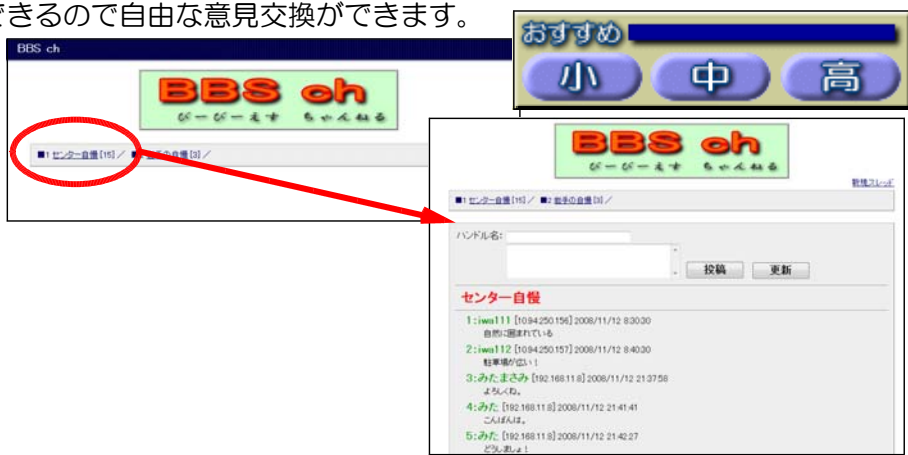 できるので自由な意見交換ができます。
おすすめ
小 中 高
BBS ch
BBS ch
びーびーえす ちゃんねる
■1 センター自慢[15]／ ■2 岩手の自慢[3]／
BBS ch
びーびーえす ちゃんねる
新規スレッド
■1 センター自慢[15]／ ■2 岩手の自慢[3]／
ハンドル名:
投稿 更新
センター自慢
1:iwa111 [10.94.250.156] 2008/11/12 8:30:30
自然に囲まれている
2:iwa112 [10.94.250.157] 2008/11/12 8:40:30
駐車場が広い！
3:みたまさみ [192.168.11.8] 2008/11/12 21:37:58
よろしくね。
4:みた [192.168.11.8] 2008/11/12 21:41:41
こんばんは。
5:みた [192.168.11.8] 2008/11/12 21:42:27
どうしましょ！